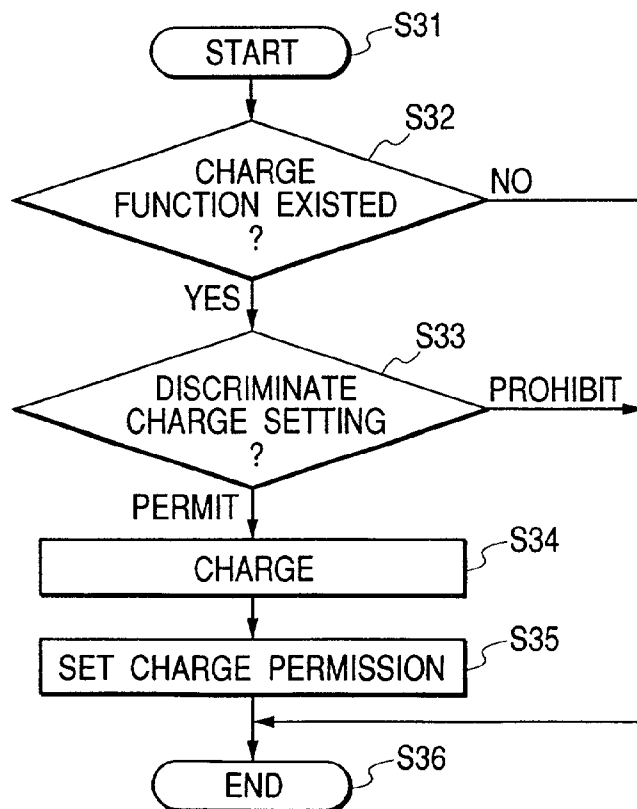 START
S31
S32
CHARGE
FUNCTION EXISTED
?
NO
YES
S33
DISCRIMINATE
CHARGE SETTING
?
PROHIBIT
PERMIT
S34
CHARGE
S35
SET CHARGE PERMISSION
S36
END